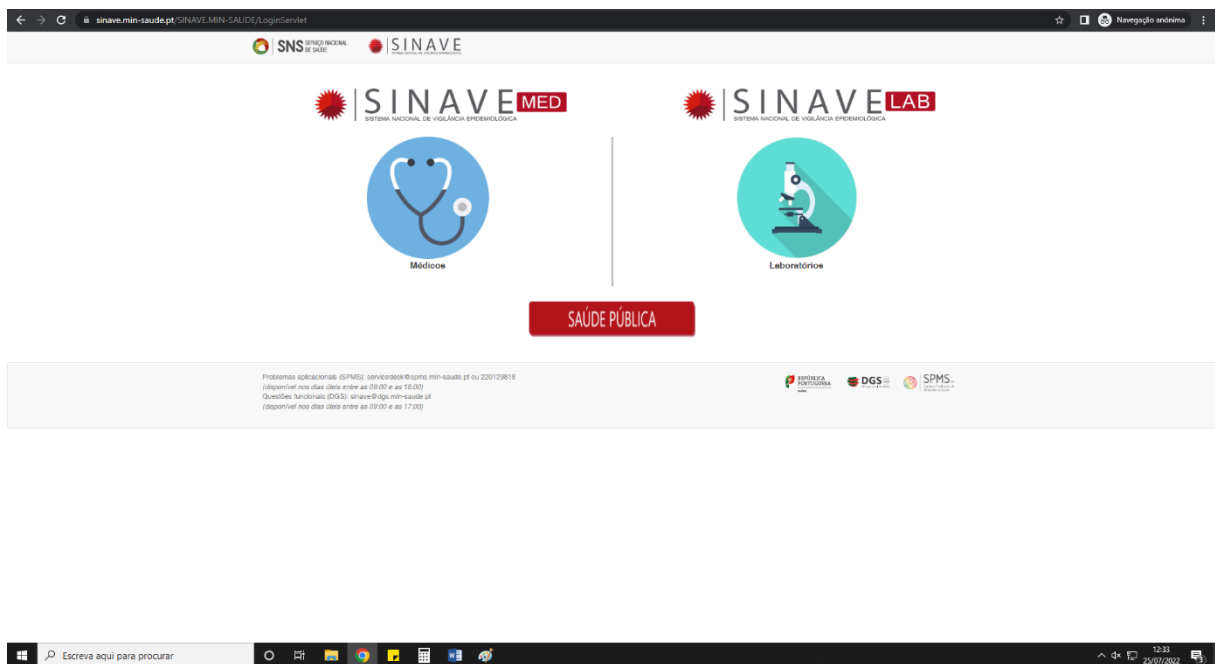 sinave.min-saude.pt/SINAVE.MIN-SAUDE/LoginServlet
Navegação anónima
SNS SERVIÇO NACIONAL DE SAÚDE
SINAVE
SINAVE MED
SISTEMA NACIONAL DE VIGILÂNCIA EPIDEMIOLÓGICA
SINAVE LAB
SISTEMA NACIONAL DE VIGILÂNCIA EPIDEMIOLÓGICA
Médicos
Laboratórios
SAÚDE PÚBLICA
Problemas aplicacionais (SPMS): servicedesk@spms.min-saude.pt ou 220129818
(disponível nos dias úteis entre as 09:00 e as 18:00)
Questões funcionais (DGS): sinave@dgs.min-saude.pt
(disponível nos dias úteis entre as 09:00 e as 17:00)
REPÚBLICA PORTUGUESA
DGS
SPMS
Escreva aqui para procurar
12:33
25/07/2022